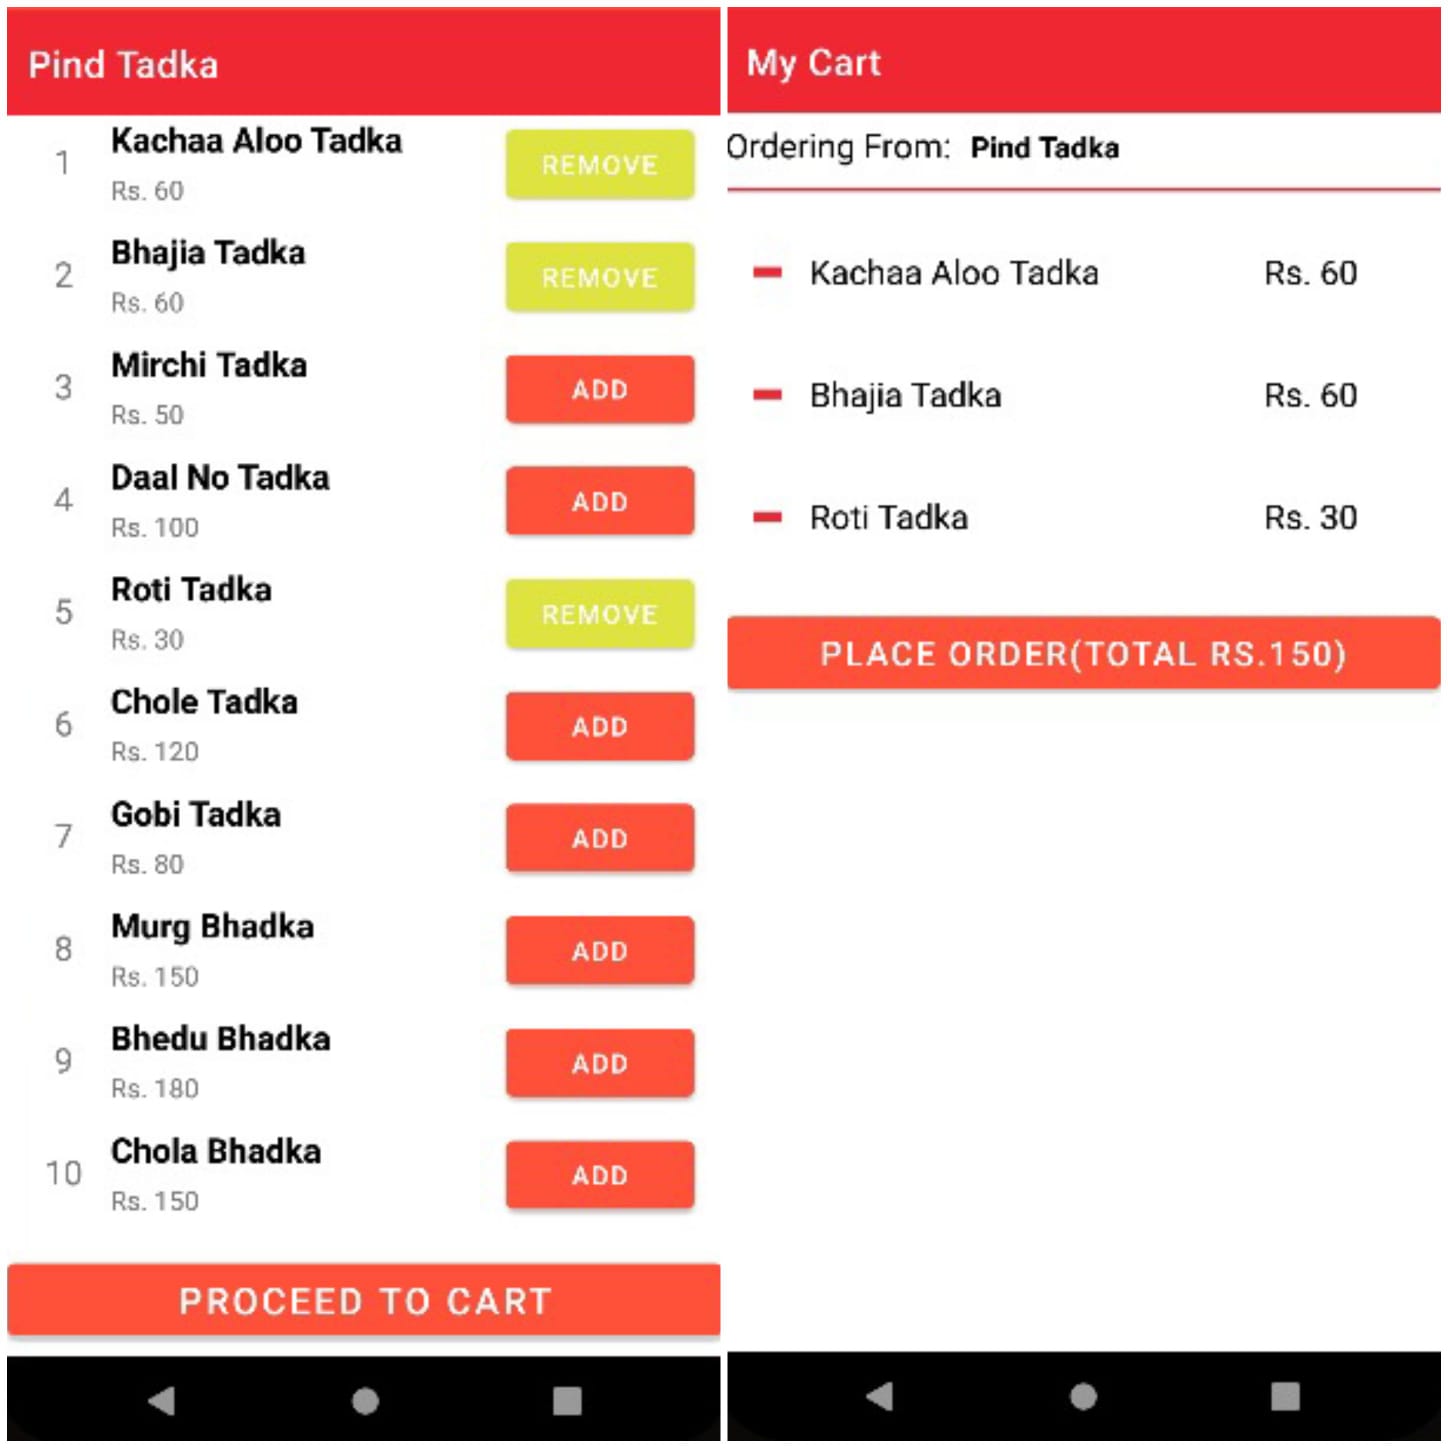 Pind Tadka
1
Kachaa Aloo Tadka
REMOVE
Rs. 60
2
Bhajia Tadka
REMOVE
Rs. 60
3
Mirchi Tadka
ADD
Rs. 50
4
Daal No Tadka
ADD
Rs. 100
5
Roti Tadka
REMOVE
Rs. 30
6
Chole Tadka
ADD
Rs. 120
7
Gobi Tadka
ADD
Rs. 80
8
Murg Bhadka
ADD
Rs. 150
9
Bhedu Bhadka
ADD
Rs. 180
10
Chola Bhadka
ADD
Rs. 150
PROCEED TO CART
My Cart
Ordering From: Pind Tadka
Kachaa Aloo Tadka Rs. 60
Bhajia Tadka Rs. 60
Roti Tadka Rs. 30
PLACE ORDER(TOTAL RS.150)